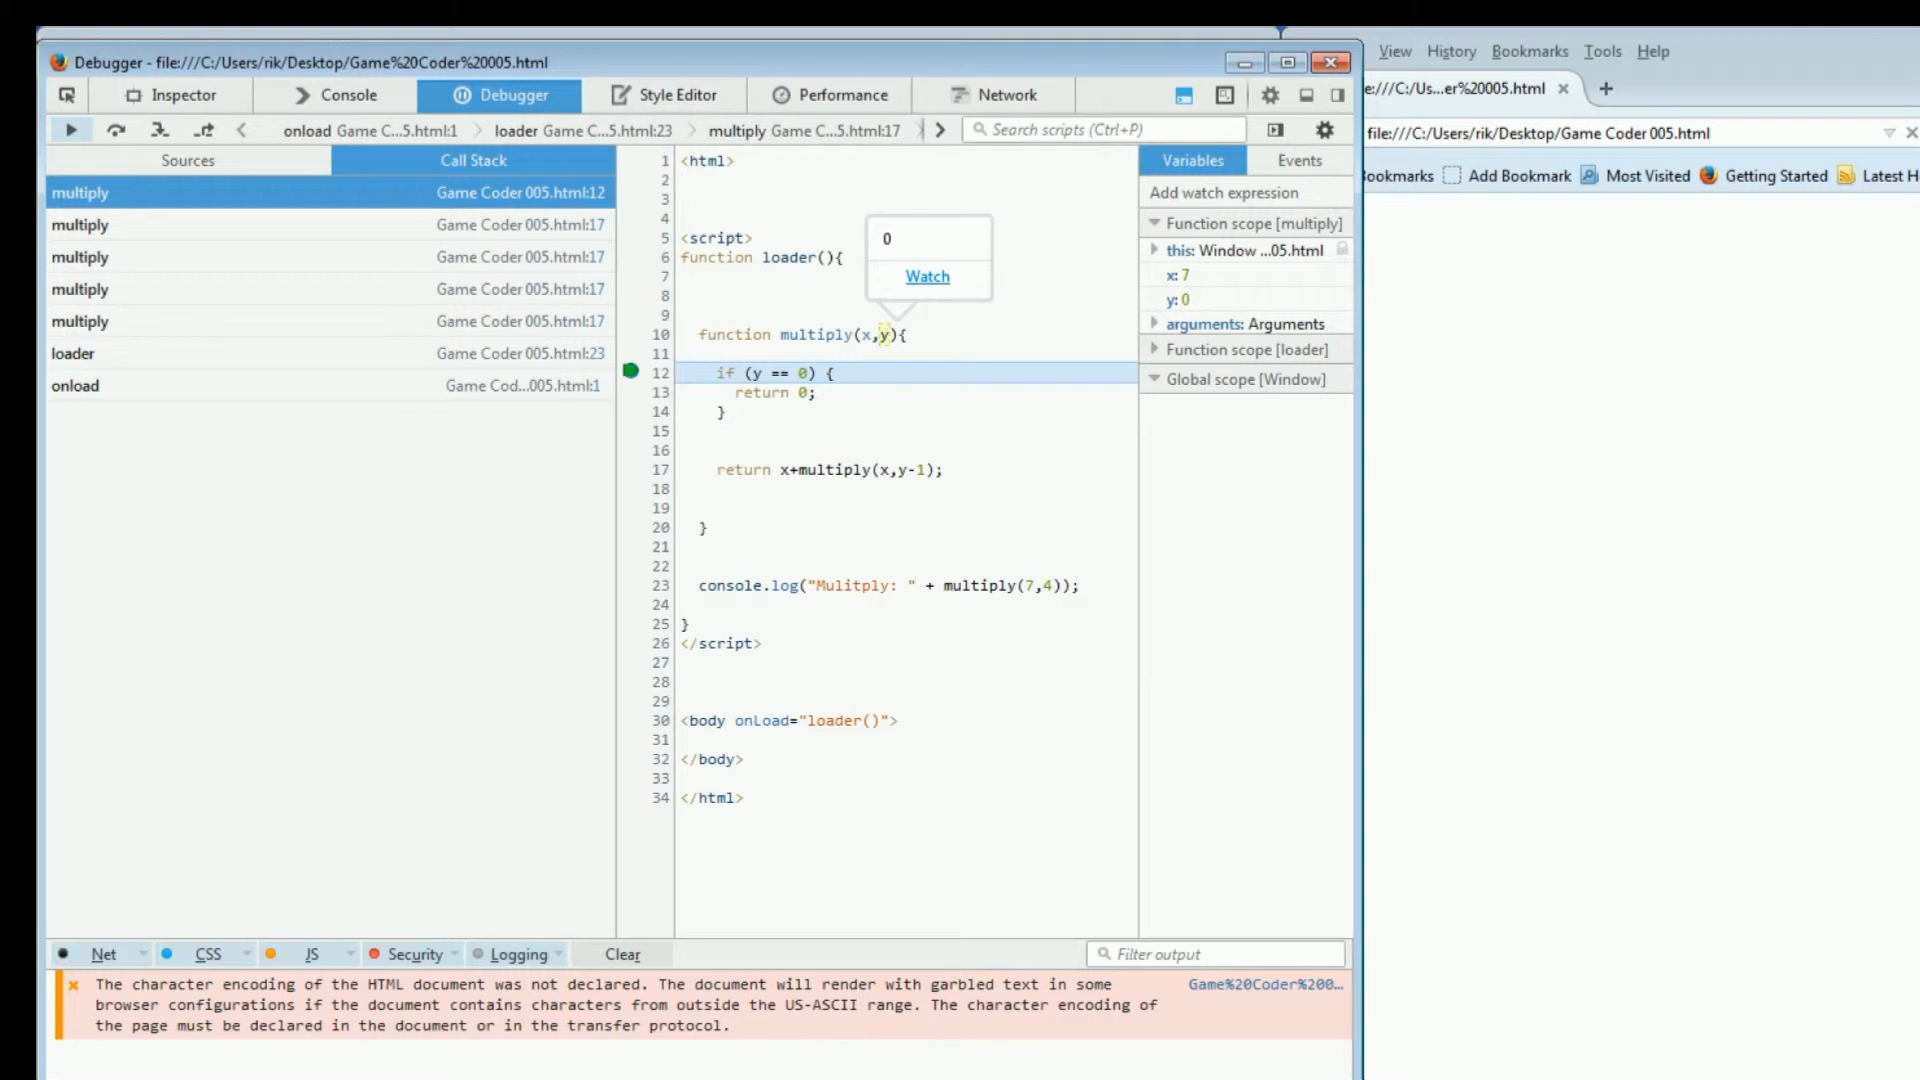 Debugger - file:///C:/Users/rik/Desktop/Game%20Coder%20005.html
View History Bookmarks Tools Help
Inspector Console Debugger Style Editor Performance Network
e:///C:/Us...er%20005.html
onload Game C...5.html:1 loader Game C...5.html:23 multiply Game C...5.html:17 Search scripts (Ctrl+P)
file:///C:/Users/rik/Desktop/Game Coder 005.html
Sources Call Stack
Variables Events
ookmarks Add Bookmark Most Visited Getting Started Latest H
multiply Game Coder 005.html:12
multiply Game Coder 005.html:17
multiply Game Coder 005.html:17
multiply Game Coder 005.html:17
multiply Game Coder 005.html:17
loader Game Coder 005.html:23
onload Game Cod...005.html:1
1 <html>
2
3
4
5 <script>
6 function loader(){
7
8
9
10 function multiply(x,y){
11
12 if (y == 0) {
13 return 0;
14 }
15
16
17 return x+multiply(x,y-1);
18
19
20 }
21
22
23 console.log("Mulitply: " + multiply(7,4));
24
25 }
26 </script>
27
28
29
30 <body onLoad="loader()">
31
32 </body>
33
34 </html>
0
Watch
Add watch expression
Function scope [multiply]
this: Window ...05.html
x: 7
y: 0
arguments: Arguments
Function scope [loader]
Global scope [Window]
Net CSS JS Security Logging Clear Filter output
The character encoding of the HTML document was not declared. The document will render with garbled text in some Game%20Coder%200...
browser configurations if the document contains characters from outside the US-ASCII range. The character encoding of
the page must be declared in the document or in the transfer protocol.